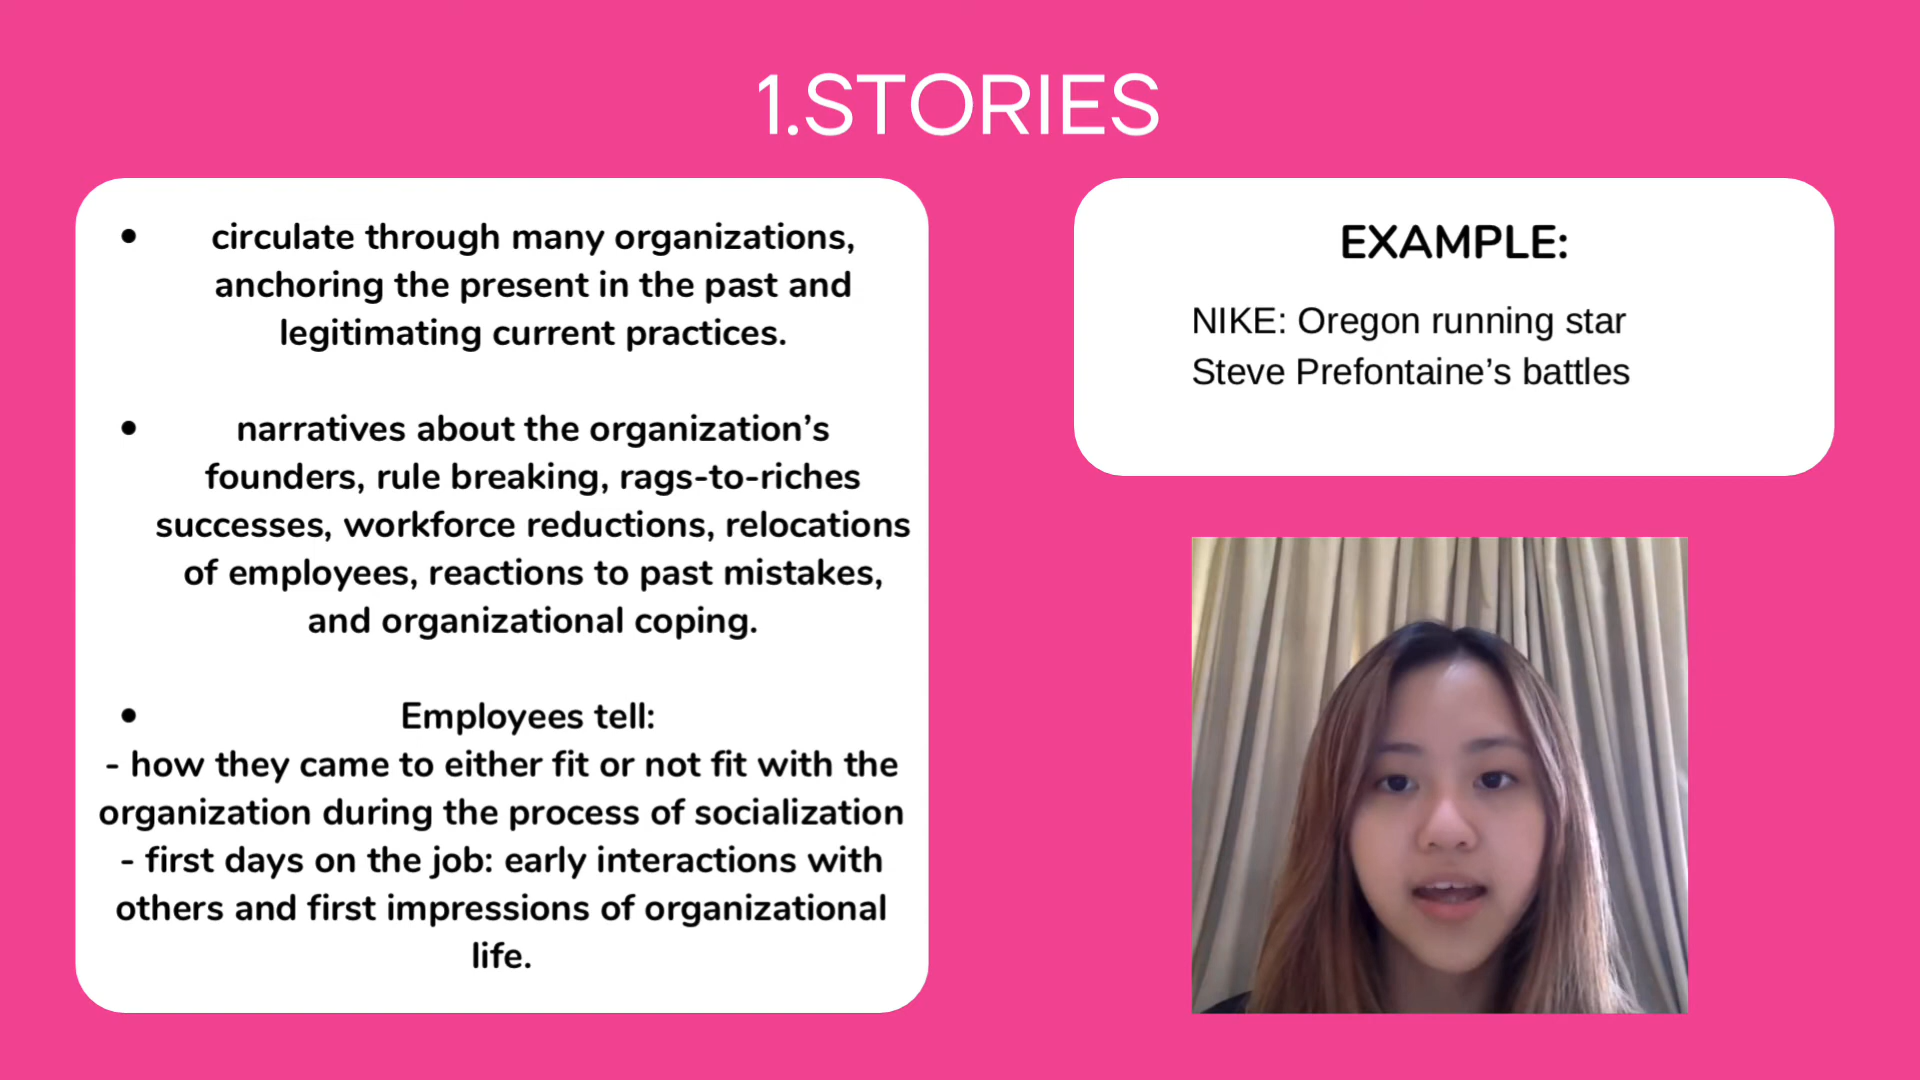 1.STORIES
• circulate through many organizations,
anchoring the present in the past and
legitimating current practices.
• narratives about the organization’s
founders, rule breaking, rags-to-riches
successes, workforce reductions, relocations
of employees, reactions to past mistakes,
and organizational coping.
• Employees tell:
- how they came to either fit or not fit with the
organization during the process of socialization
- first days on the job: early interactions with
others and first impressions of organizational
life.
EXAMPLE:
NIKE: Oregon running star
Steve Prefontaine’s battles